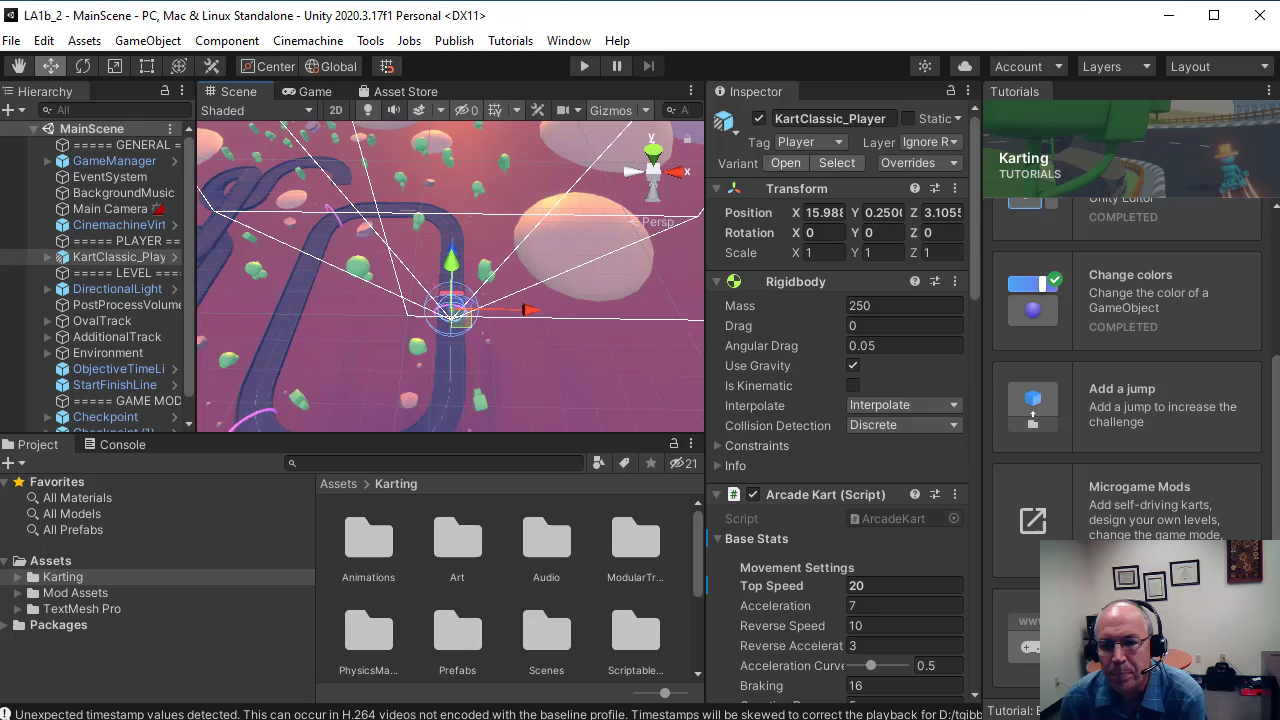 LA1b_2 - MainScene - PC, Mac & Linux Standalone - Unity 2020.3.17f1 Personal <DX11>
File Edit Assets GameObject Component Cinemachine Tools Jobs Publish Tutorials Window Help
Center Global Account Layers Layout
Hierarchy
All
MainScene
===== GENERAL =
GameManager
EventSystem
BackgroundMusic
Main Camera
CinemachineVirt
===== PLAYER ==
KartClassic_Play
===== LEVEL ====
DirectionalLight
PostProcessVolume
OvalTrack
AdditionalTrack
Environment
ObjectiveTimeLi
StartFinishLine
===== GAME MOD
Checkpoint
Checkpoint (1)
Scene Game Asset Store
Shaded 2D 0 Gizmos A
y
x
Persp
Project Console
21
Favorites
All Materials
All Models
All Prefabs
Assets
Karting
Mod Assets
TextMesh Pro
Packages
Assets > Karting
Animations Art Audio ModularTr...
PhysicsMa... Prefabs Scenes Scriptable...
Inspector
KartClassic_Player Static
Tag Player Layer Ignore R
Variant Open Select Overrides
Transform
Position X 15.988 Y 0.2500 Z 3.1055
Rotation X 0 Y 0 Z 0
Scale X 1 Y 1 Z 1
Rigidbody
Mass 250
Drag 0
Angular Drag 0.05
Use Gravity
Is Kinematic
Interpolate Interpolate
Collision Detection Discrete
Constraints
Info
Arcade Kart (Script)
Script ArcadeKart
Base Stats
Movement Settings
Top Speed 20
Acceleration 7
Reverse Speed 10
Reverse Accelerat 3
Acceleration Curve 0.5
Braking 16
Tutorials
Karting
TUTORIALS
Unity Editor
COMPLETED
Change colors
Change the color of a
GameObject
COMPLETED
Add a jump
Add a jump to increase the
challenge
Microgame Mods
Add self-driving karts,
design your own levels,
change the game mode,
WWW
Tutorial:
Unexpected timestamp values detected. This can occur in H.264 videos not encoded with the baseline profile. Timestamps will be skewed to correct the playback for D:/tgibb